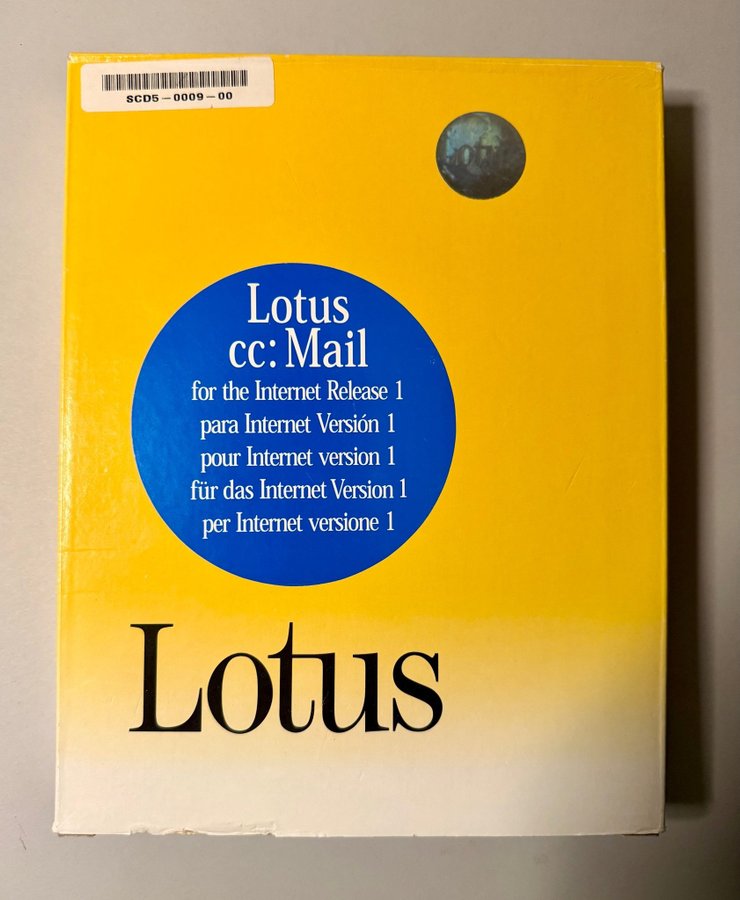 SCD5-0009-00
Lotus
Lotus
cc:Mail
for the Internet Release 1
para Internet Versión 1
pour Internet version 1
für das Internet Version 1
per Internet versione 1
Lotus